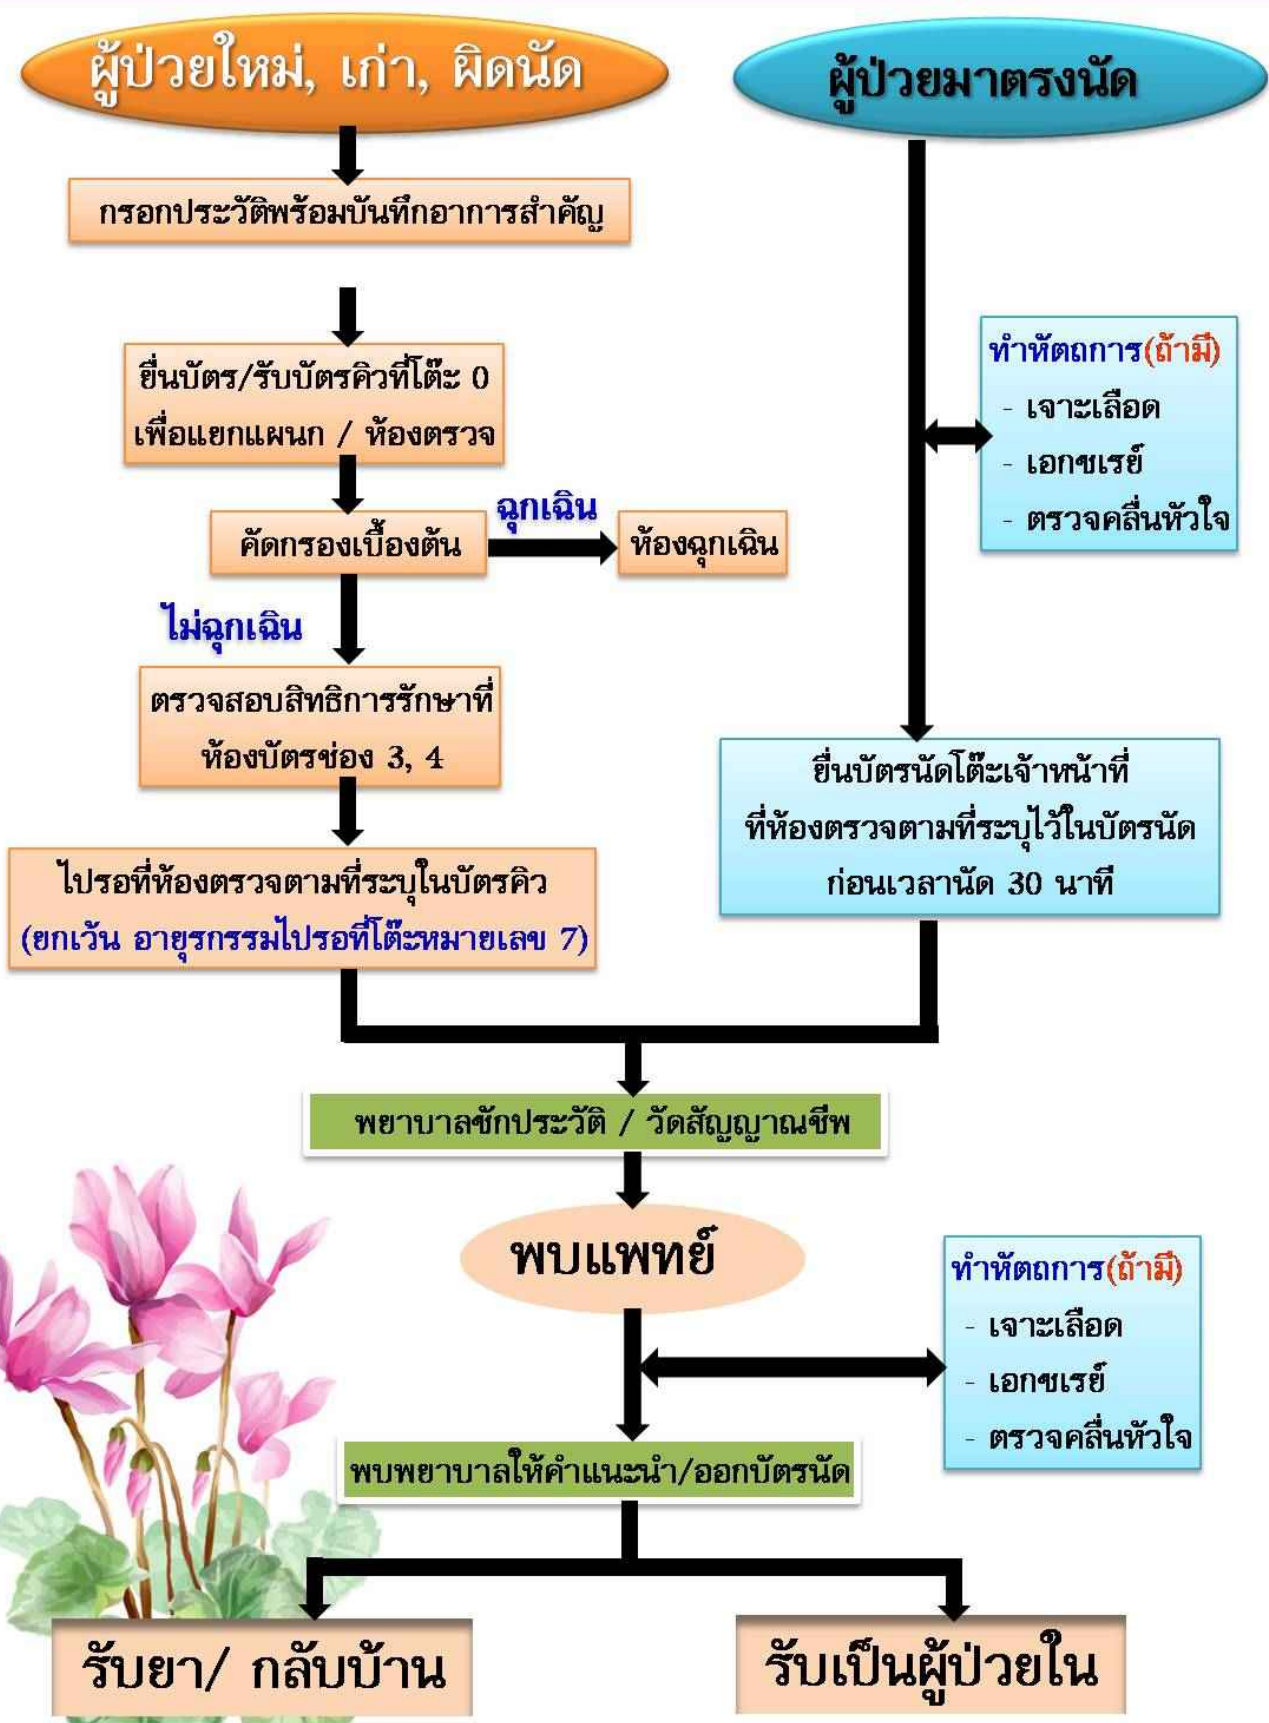 ผู้ป่วยใหม่, เก่า, ผิดนัด
ผู้ป่วยมาตรงนัด
กรอกประวัติพร้อมบันทึกอาการสำคัญ
ยื่นบัตร/รับบัตรคิวที่โต๊ะ 0
เพื่อแยกแผนก / ห้องตรวจ
ทำหัตถการ(ถ้ามี)
- เจาะเลือด
- เอกซเรย์
- ตรวจคลื่นหัวใจ
คัดกรองเบื้องต้น
ฉุกเฉิน
ห้องฉุกเฉิน
ไม่ฉุกเฉิน
ตรวจสอบสิทธิการรักษาที่
ห้องบัตรช่อง 3, 4
ยื่นบัตรนัดโต๊ะเจ้าหน้าที่
ที่ห้องตรวจตามที่ระบุไว้ในบัตรนัด
ก่อนเวลานัด 30 นาที
ไปรอที่ห้องตรวจตามที่ระบุในบัตรคิว
(ยกเว้น อายุรกรรมไปรอที่โต๊ะหมายเลข 7)
พยาบาลซักประวัติ / วัดสัญญาณชีพ
พบแพทย์
ทำหัตถการ(ถ้ามี)
- เจาะเลือด
- เอกซเรย์
- ตรวจคลื่นหัวใจ
พบพยาบาลให้คำแนะนำ/ออกบัตรนัด
รับยา/ กลับบ้าน
รับเป็นผู้ป่วยใน